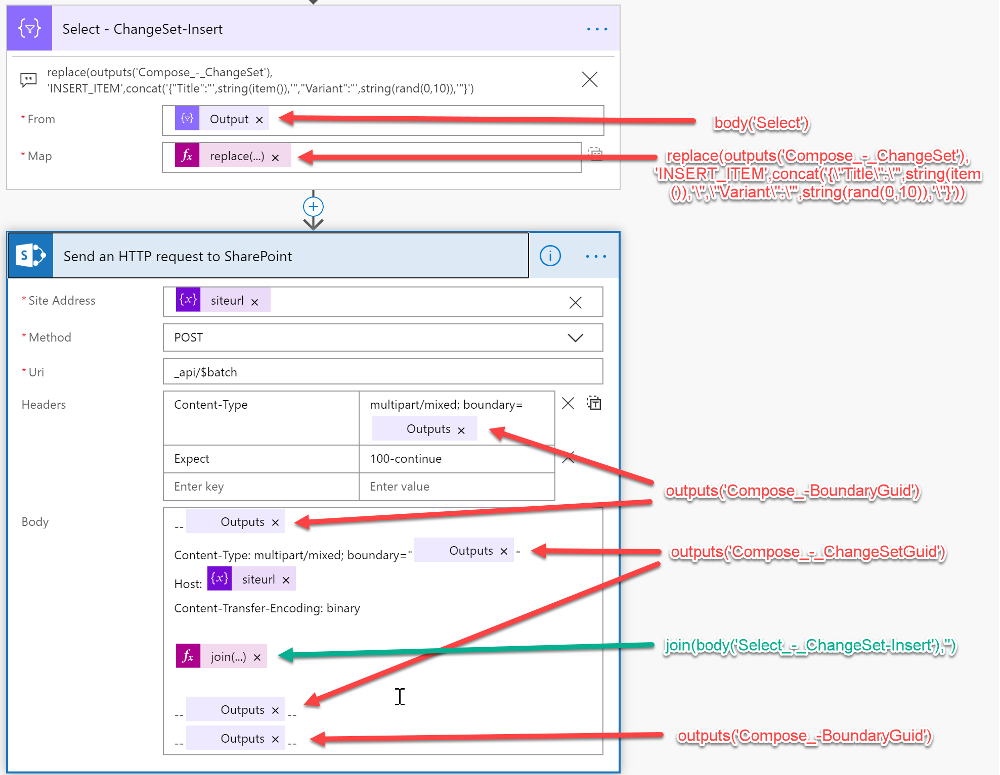 Select - ChangeSet-Insert
replace(outputs('Compose_-_ChangeSet'),
'INSERT_ITEM',concat('{"Title":"',string(item()),'","Variant":"',string(rand(0,10)),'"}')
* From
Output ×
body('Select')
* Map
fx replace(...) ×
replace(outputs('Compose_-_ChangeSet'),
'INSERT_ITEM',concat('{\"Title\":\"',string(item
()),'\",\"Variant\":\"',string(rand(0,10)),'\"}'))
S Send an HTTP request to SharePoint
* Site Address
{x} siteurl ×
* Method
POST
* Uri
_api/$batch
Headers
Content-Type
multipart/mixed; boundary=
Outputs ×
Expect
100-continue
Enter key
Enter value
outputs('Compose_-BoundaryGuid')
Body
-- Outputs ×
Content-Type: multipart/mixed; boundary=" Outputs × "
outputs('Compose_-_ChangeSetGuid')
Host: {x} siteurl ×
Content-Transfer-Encoding: binary
fx join(...) ×
join(body('Select_-_ChangeSet-Insert'),'')
-- Outputs × --
-- Outputs × --
outputs('Compose_-BoundaryGuid')